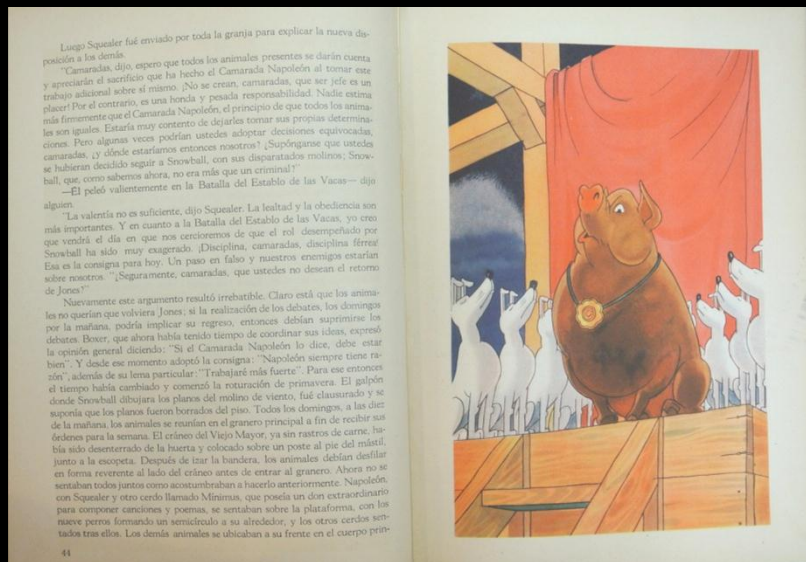 Luego Squealer fué enviado por toda la granja para explicar la nueva dis-
posición a los demás.
"Camaradas, dijo, espero que todos los animales presentes se darán cuenta
y apreciarán el sacrificio que ha hecho el Camarada Napoleón al tomar este
trabajo adicional sobre sí mismo. ¡No se crean, camaradas, que ser jefe es un
placer! Por el contrario, es una honda y pesada responsabilidad. Nadie estima
más firmemente que el Camarada Napoleón, el principio de que todos los anima-
les son iguales. Estaría muy contento de dejarles tomar sus propias determina-
ciones. Pero algunas veces podrían ustedes adoptar decisiones equivocadas,
camaradas, ¿y dónde estaríamos entonces nosotros? ¡Supónganse que ustedes
se hubieran decidido seguir a Snowball, con sus disparatados molinos; Snow-
ball, que, como sabemos ahora, no era más que un criminal!"
—Él peleó valientemente en la Batalla del Establo de las Vacas— dijo
alguien.
"La valentía no es suficiente, dijo Squealer. La lealtad y la obediencia son
más importantes. Y en cuanto a la Batalla del Establo de las Vacas, yo creo
que vendrá el día en que nos cercioremos de que el rol desempeñado por
Snowball ha sido muy exagerado. ¡Disciplina, camaradas, disciplina férrea!
Esa es la consigna para hoy. Un paso en falso y nuestros enemigos estarían
sobre nosotros. "¡Seguramente, camaradas, que ustedes no desean el retorno
de Jones!"
Nuevamente este argumento resultó irrebatible. Claro está que los anima-
les no querían que volviera Jones; si la realización de los debates, los domingos
por la mañana, podría implicar su regreso, entonces debían suprimirse los
debates. Boxer, que ahora había tenido tiempo de coordinar sus ideas, expresó
la opinión general diciendo: "Si el Camarada Napoleón lo dice, debe estar
bien". Y desde ese momento adoptó la consigna: "Napoleón siempre tiene ra-
zón", además de su lema particular: "Trabajaré más fuerte". Para ese entonces
el tiempo había cambiado y comenzó la roturación de primavera. El galpón
donde Snowball dibujara los planos del molino de viento, fué clausurado y se
suponía que los planos fueron borrados del piso. Todos los domingos, a las diez
de la mañana, los animales se reunían en el granero principal a fin de recibir sus
órdenes para la semana. El cráneo del Viejo Mayor, ya sin rastros de carne, ha-
bía sido desenterrado de la huerta y colocado sobre un poste al pie del mástil,
junto a la escopeta. Después de izar la bandera, los animales debían desfilar
en forma reverente al lado del cráneo antes de entrar al granero. Ahora no se
sentaban todos juntos como acostumbraban a hacerlo anteriormente. Napoleón,
con Squealer y otro cerdo llamado Mínimus, que poseía un don extraordinario
para componer canciones y poemas, se sentaban sobre la plataforma, con los
nueve perros formando un semicírculo a su alrededor, y los otros cerdos sen-
tados tras ellos. Los demás animales se ubicaban a su frente en el cuerpo prin-
44